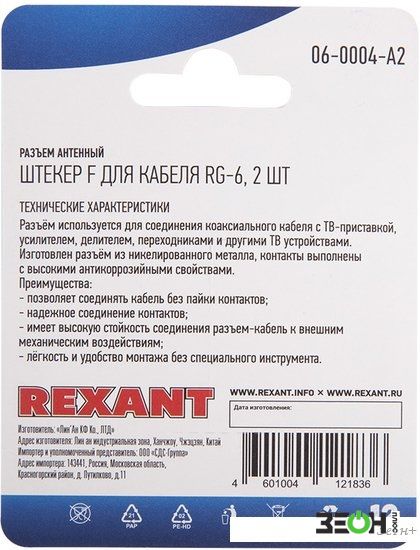 06-0004-A2
РАЗЪЕМ АНТЕННЫЙ
ШТЕКЕР F ДЛЯ КАБЕЛЯ RG-6, 2 ШТ
ТЕХНИЧЕСКИЕ ХАРАКТЕРИСТИКИ
Разъём используется для соединения коаксиального кабеля с ТВ-приставкой,
усилителем, делителем, переходниками и другими ТВ устройствами.
Изготовлен разъём из никелированного металла, контакты выполнены
с высокими антикоррозийными свойствами.
Преимущества:
- позволяет соединять кабель без пайки контактов;
- надежное соединение контактов;
- имеет высокую стойкость соединения разъем-кабель к внешним
механическим воздействиям;
- лёгкость и удобство монтажа без специального инструмента.
REXANT
WWW.REXANT.INFO × WWW.REXANT.RU
Дата изготовления:
Изготовитель: «Лин'Ан КФ Ко., ЛТД»
Адрес изготовителя: Лин ан индустриальная зона, Ханчжоу, Чжэцзян, Китай
Импортер и уполномоченный представитель: ООО «СДС-Группа»
Адрес импортера: 143441, Россия, Московская область,
Красногорский район, д. Путилково, д.11
4 601004 121836
21
PAP
02
PE-HD
ЗЕОН